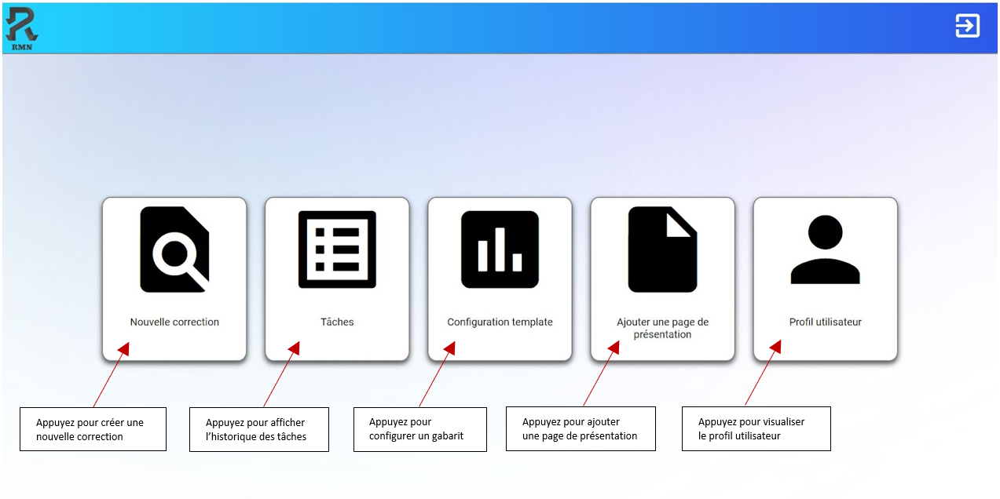 RMN
Nouvelle correction
Tâches
Configuration template
Ajouter une page de
présentation
Profil utilisateur
Appuyez pour créer une
nouvelle correction
Appuyez pour afficher
l’historique des tâches
Appuyez pour
configurer un gabarit
Appuyez pour ajouter
une page de présentation
Appuyez pour visualiser
le profil utilisateur